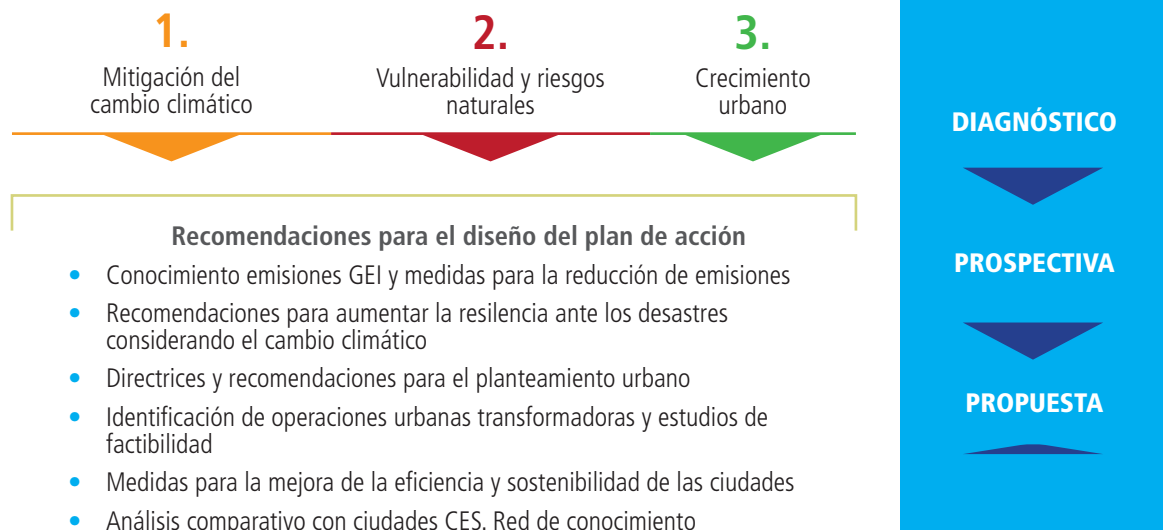 1.
Mitigación del
cambio climático
2.
Vulnerabilidad y riesgos
naturales
3.
Crecimiento
urbano
Recomendaciones para el diseño del plan de acción
• Conocimiento emisiones GEI y medidas para la reducción de emisiones
• Recomendaciones para aumentar la resilencia ante los desastres
considerando el cambio climático
• Directrices y recomendaciones para el planteamiento urbano
• Identificación de operaciones urbanas transformadoras y estudios de
factibilidad
• Medidas para la mejora de la eficiencia y sostenibilidad de las ciudades
• Análisis comparativo con ciudades CES. Red de conocimiento
DIAGNÓSTICO
PROSPECTIVA
PROPUESTA